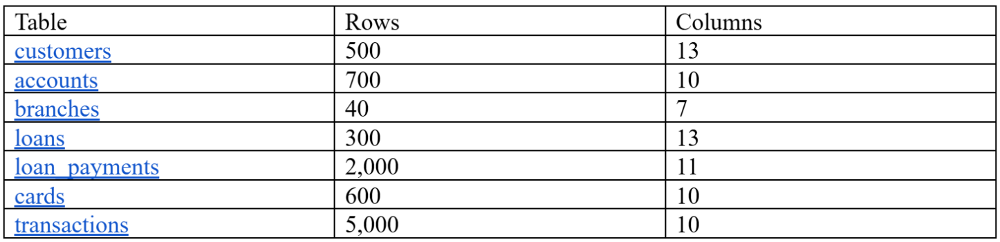 Table Rows Columns
customers 500 13
accounts 700 10
branches 40 7
loans 300 13
loan_payments 2,000 11
cards 600 10
transactions 5,000 10